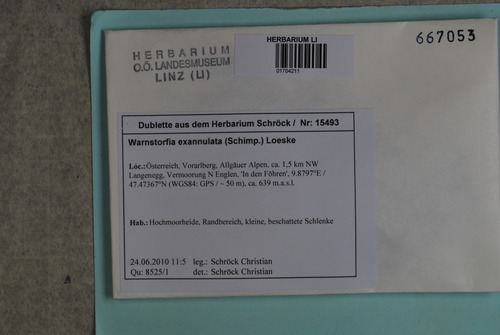 HERBARIUM
O.Ö. LANDESMUSEUM
LINZ (LI)
HERBARIUM LI
01704211
667053
Dublette aus dem Herbarium Schröck / Nr: 15493
Warnstorfia exannulata (Schimp.) Loeske
Loc.:Österreich, Vorarlberg, Allgäuer Alpen, ca. 1,5 km NW
Langenegg, Vermoorung N Englen, 'In den Föhren', 9.8797°E /
47.47367°N (WGS84: GPS / ~ 50 m), ca. 639 m.a.s.l.
Hab.:Hochmoorheide, Randbereich, kleine, beschattete Schlenke
24.06.2010 11:5 leg.: Schröck Christian
Qu: 8525/1 det.: Schröck Christian